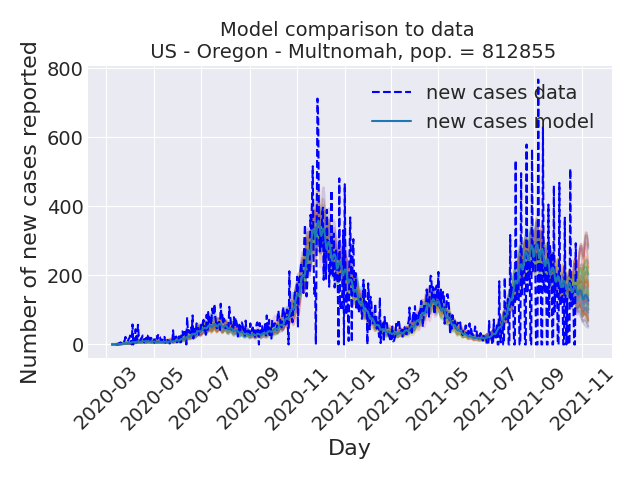 Model comparison to data
US - Oregon - Multnomah, pop. = 812855
Number of new cases reported
800
600
400
200
0
new cases data
new cases model
2020-03
2020-05
2020-07
2020-09
2020-11
2021-01
2021-03
2021-05
2021-07
2021-09
2021-11
Day